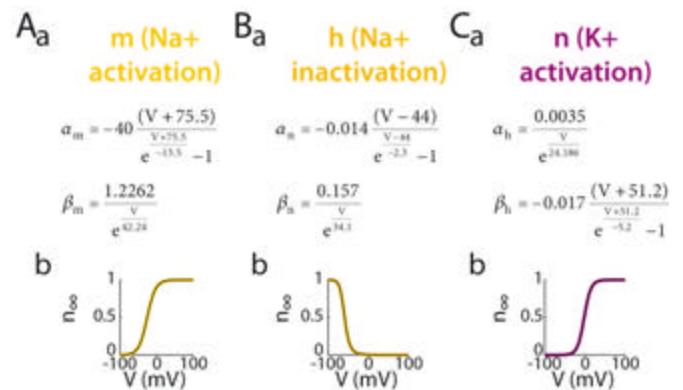 Aa
m (Na+
activation)
αm = −40 (V + 75.5) / e^((V+75.5)/−13.5) −1
βm = 1.2262 / e^(V/42.24)
b
n∞
1
0.5
0
-100 0 100
V (mV)
Ba
h (Na+
inactivation)
αn = −0.014 (V − 44) / e^((V−44)/−2.3) −1
βn = 0.157 / e^(V/34.1)
b
n∞
1
0.5
0
-100 0 100
V (mV)
Ca
n (K+
activation)
αh = 0.0035 / e^(V/24.186)
βh = −0.017 (V + 51.2) / e^((V+51.2)/−5.2) −1
b
n∞
1
0.5
0
-100 0 100
V (mV)